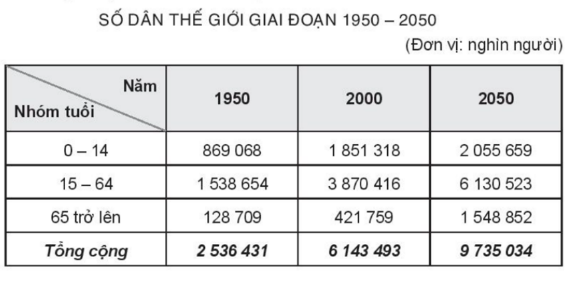 SỐ DÂN THẾ GIỚI GIAI ĐOẠN 1950 – 2050
(Đơn vị: nghìn người)
Năm
Nhóm tuổi
1950 2000 2050
0 – 14 869 068 1 851 318 2 055 659
15 – 64 1 538 654 3 870 416 6 130 523
65 trở lên 128 709 421 759 1 548 852
Tổng cộng 2 536 431 6 143 493 9 735 034